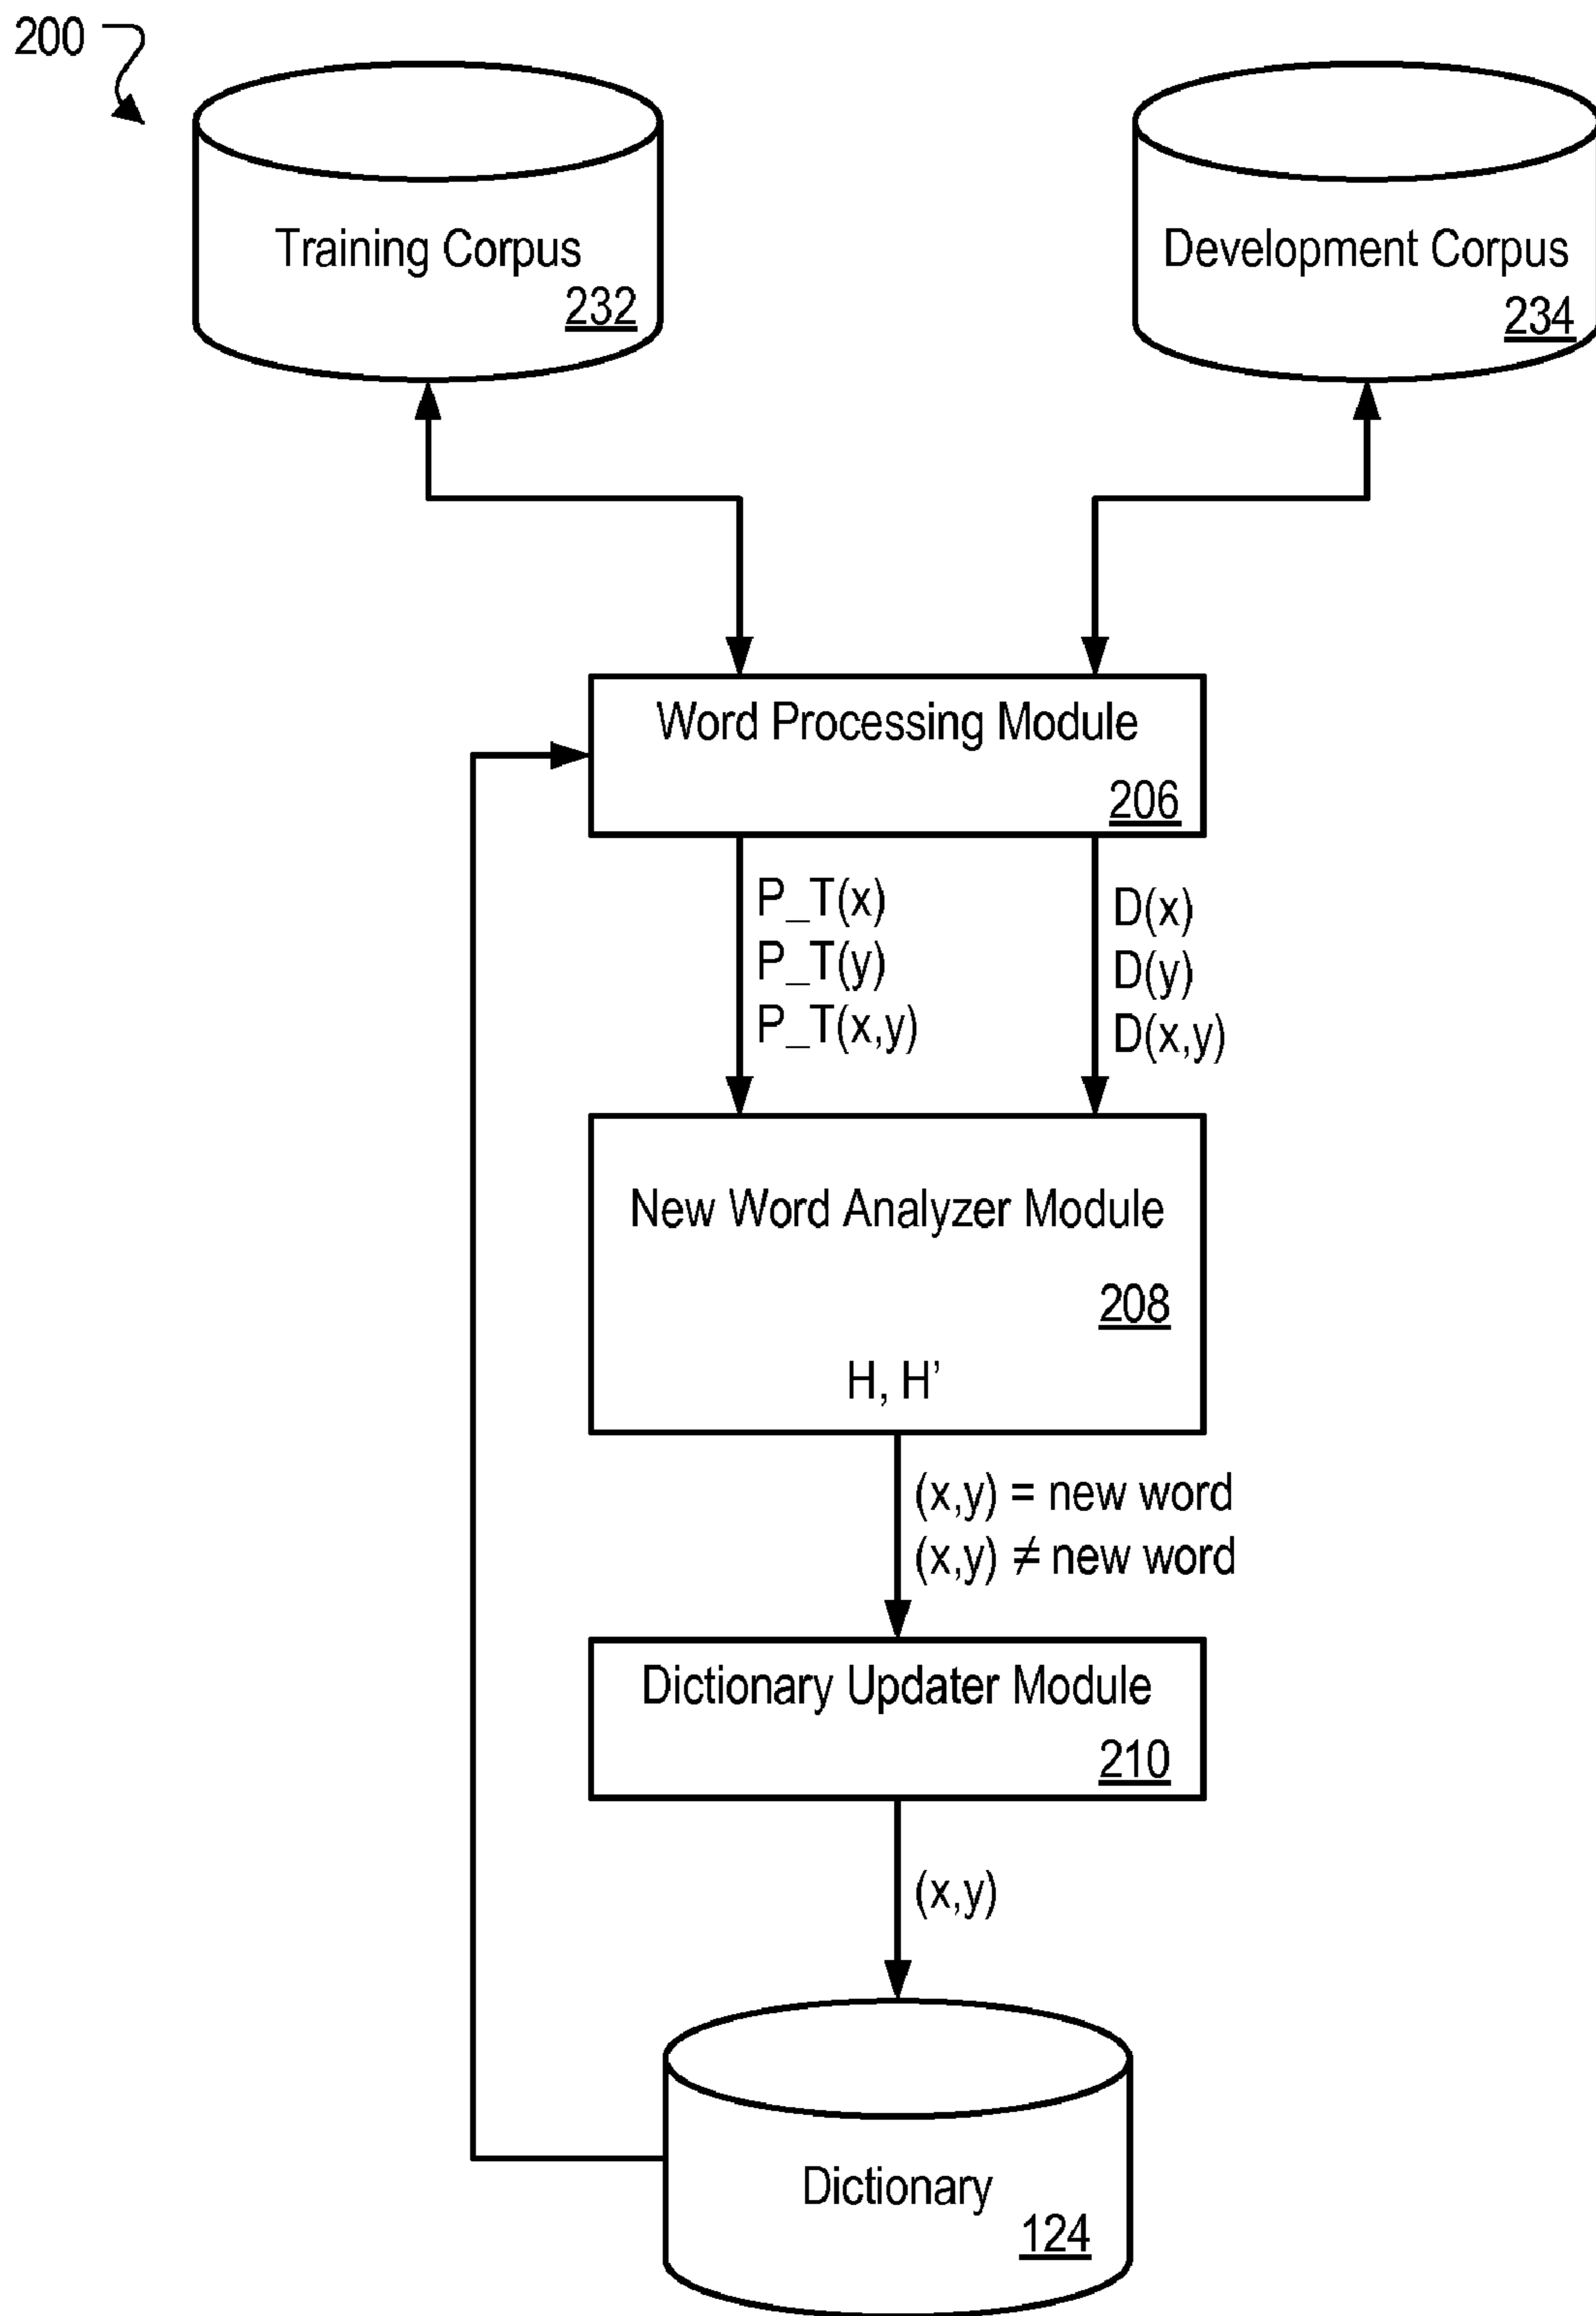 200
Training Corpus
232
Development Corpus
234
Word Processing Module
206
P_T(x)
P_T(y)
P_T(x,y)
D(x)
D(y)
D(x,y)
New Word Analyzer Module
208
H, H’
(x,y) = new word
(x,y) ≠ new word
Dictionary Updater Module
210
(x,y)
Dictionary
124